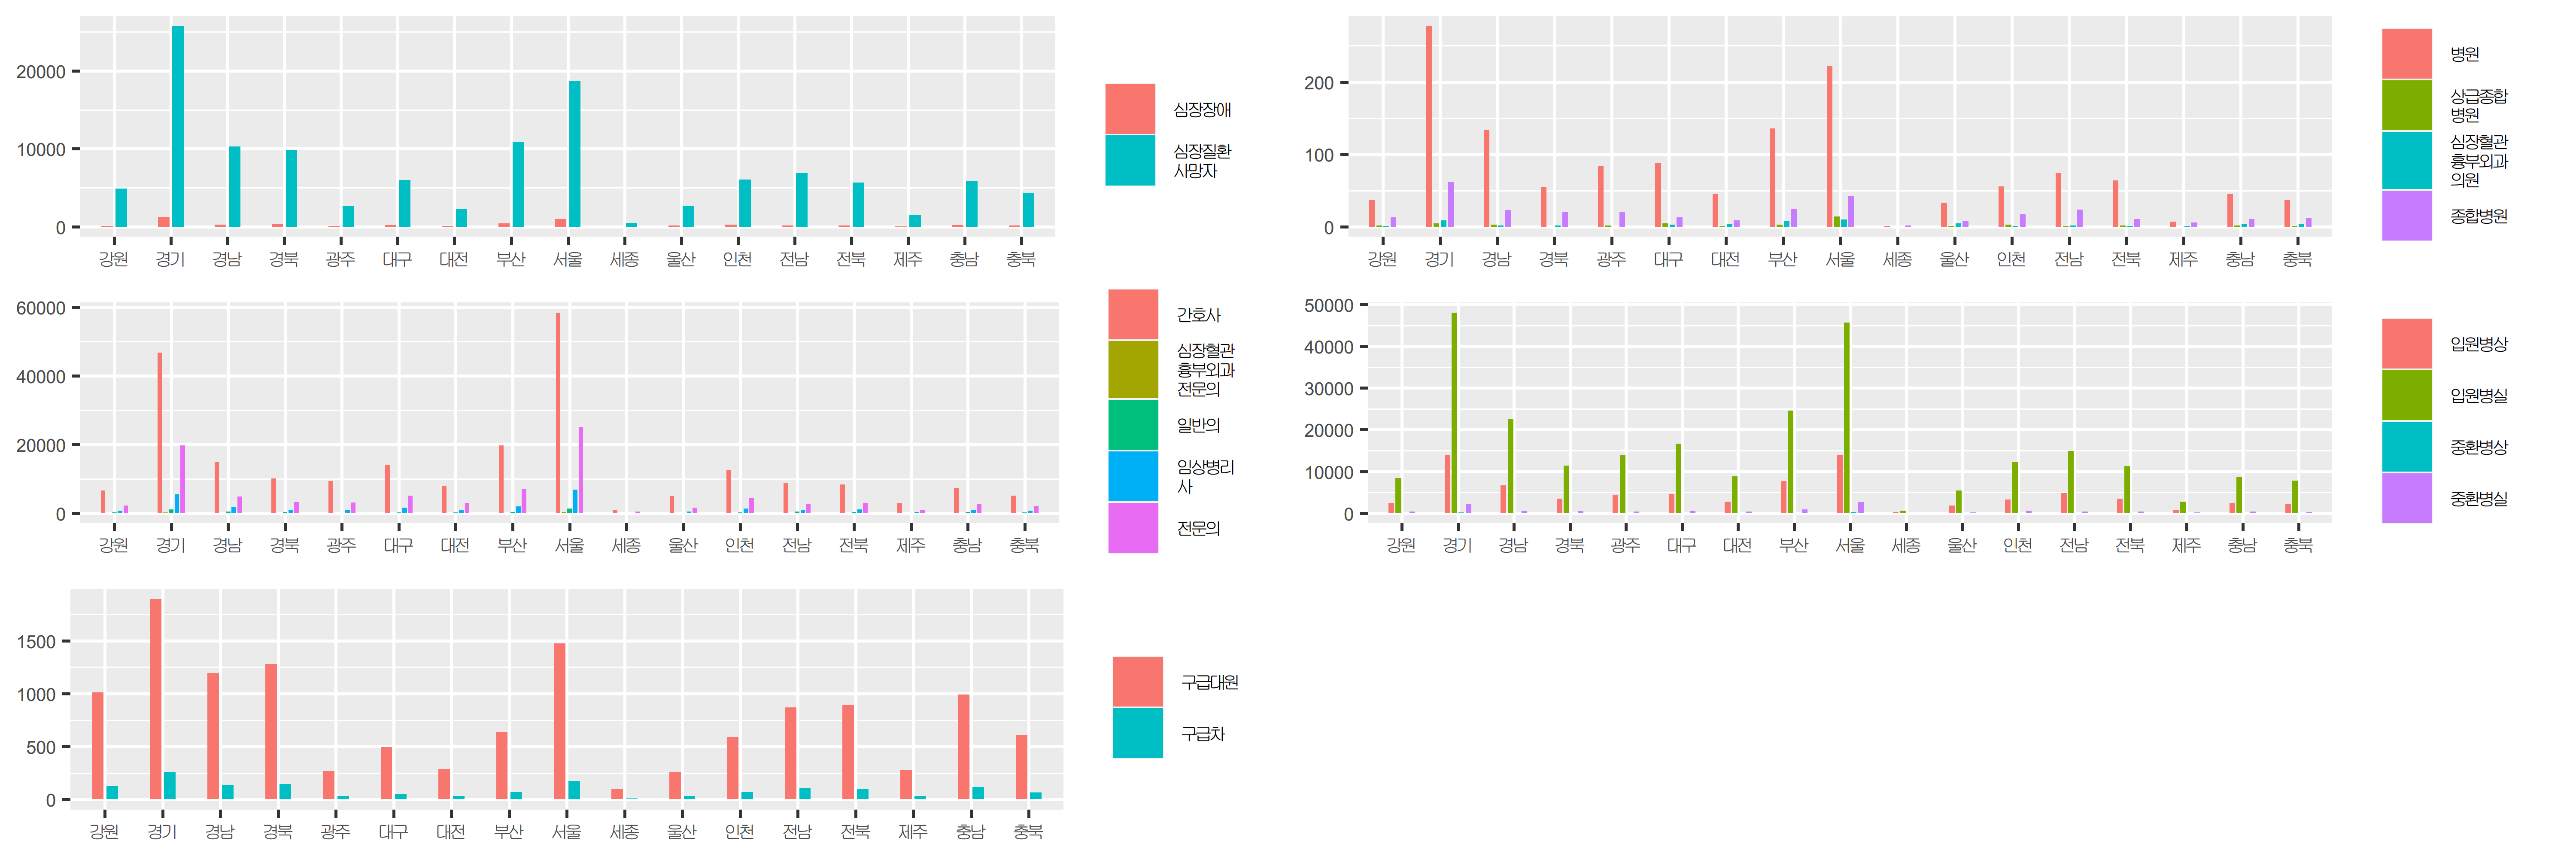 20000
10000
0
강원 경기 경남 경북 광주 대구 대전 부산 서울 세종 울산 인천 전남 전북 제주 충남 충북
심장장애
심장질환
사망자
200
100
0
강원 경기 경남 경북 광주 대구 대전 부산 서울 세종 울산 인천 전남 전북 제주 충남 충북
병원
상급종합
병원
심장혈관
흉부외과
의원
종합병원
60000
40000
20000
0
강원 경기 경남 경북 광주 대구 대전 부산 서울 세종 울산 인천 전남 전북 제주 충남 충북
간호사
심장혈관
흉부외과
전문의
일반의
임상병리
사
전문의
50000
40000
30000
20000
10000
0
강원 경기 경남 경북 광주 대구 대전 부산 서울 세종 울산 인천 전남 전북 제주 충남 충북
입원병상
입원병실
중환병상
중환병실
1500
1000
500
0
강원 경기 경남 경북 광주 대구 대전 부산 서울 세종 울산 인천 전남 전북 제주 충남 충북
구급대원
구급차